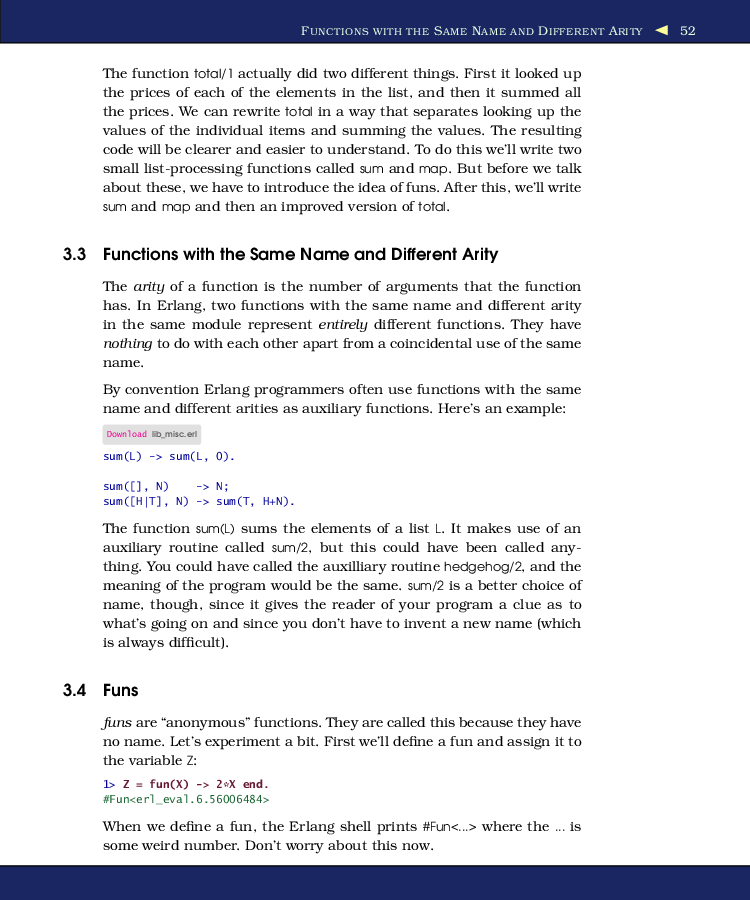 FUNCTIONS WITH THE SAME NAME AND DIFFERENT ARITY ◀ 52
The function total/1 actually did two different things. First it looked up
the prices of each of the elements in the list, and then it summed all
the prices. We can rewrite total in a way that separates looking up the
values of the individual items and summing the values. The resulting
code will be clearer and easier to understand. To do this we'll write two
small list-processing functions called sum and map. But before we talk
about these, we have to introduce the idea of funs. After this, we'll write
sum and map and then an improved version of total.
3.3 Functions with the Same Name and Different Arity
The arity of a function is the number of arguments that the function
has. In Erlang, two functions with the same name and different arity
in the same module represent entirely different functions. They have
nothing to do with each other apart from a coincidental use of the same
name.
By convention Erlang programmers often use functions with the same
name and different arities as auxiliary functions. Here's an example:
Download lib_misc.erl
sum(L) -> sum(L, 0).
sum([], N)    -> N;
sum([H|T], N) -> sum(T, H+N).
The function sum(L) sums the elements of a list L. It makes use of an
auxiliary routine called sum/2, but this could have been called any-
thing. You could have called the auxilliary routine hedgehog/2, and the
meaning of the program would be the same. sum/2 is a better choice of
name, though, since it gives the reader of your program a clue as to
what's going on and since you don't have to invent a new name (which
is always difficult).
3.4 Funs
funs are "anonymous" functions. They are called this because they have
no name. Let's experiment a bit. First we'll define a fun and assign it to
the variable Z:
1> Z = fun(X) -> 2*X end.
#Fun<erl_eval.6.56006484>
When we define a fun, the Erlang shell prints #Fun<...> where the ... is
some weird number. Don't worry about this now.